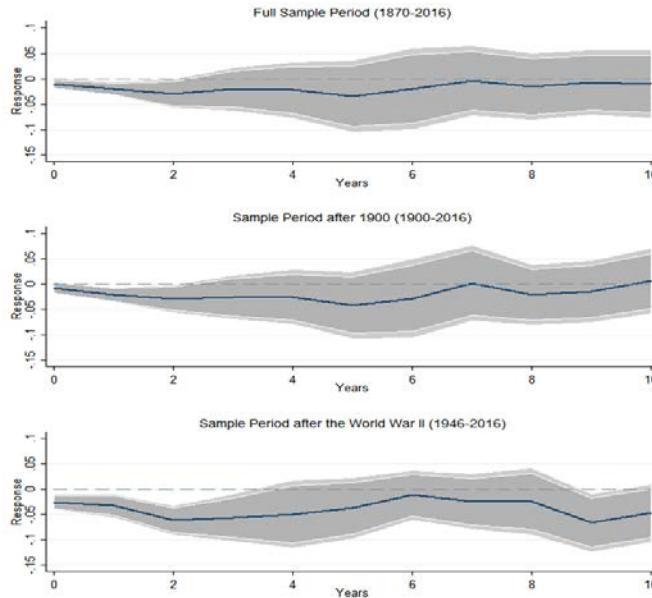 Full Sample Period (1870-2016)
Response
.1
.05
0
-.05
-.1
-.15
0 2 4 6 8 10
Years
Sample Period after 1900 (1900-2016)
Response
.1
.05
0
-.05
-.1
-.15
0 2 4 6 8 10
Years
Sample Period after the World War II (1946-2016)
Response
.1
.05
0
-.05
-.1
-.15
0 2 4 6 8 10
Years